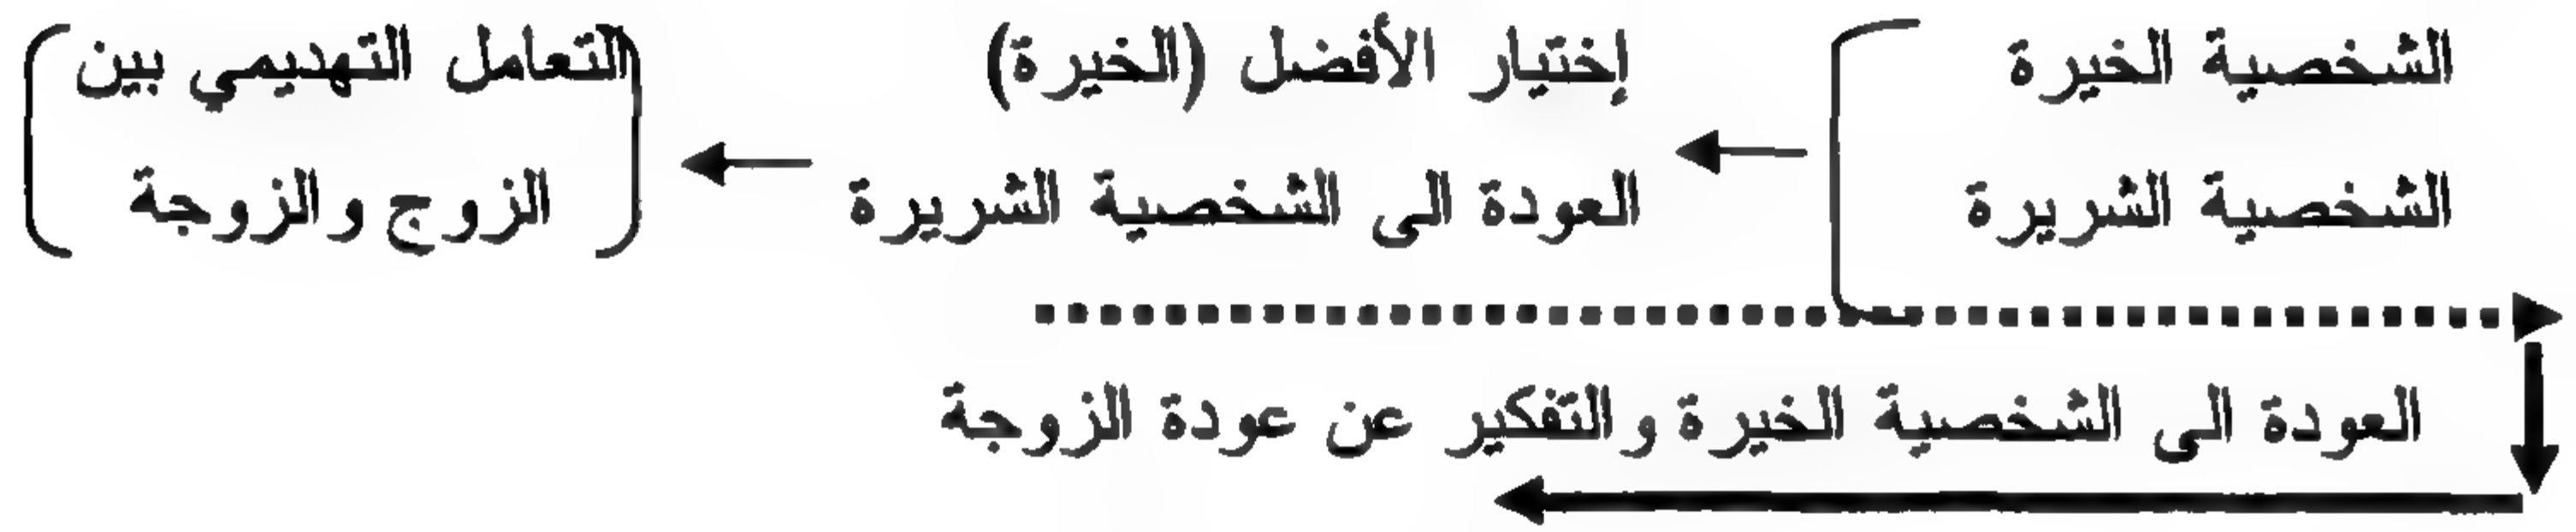 الشخصية الخيرة
الشخصية الشريرة
إختيار الأفضل (الخيرة)
العودة الى الشخصية الشريرة
التعامل التهديمي بين
الزوج والزوجة
العودة الى الشخصية الخيرة والتفكير عن عودة الزوجة